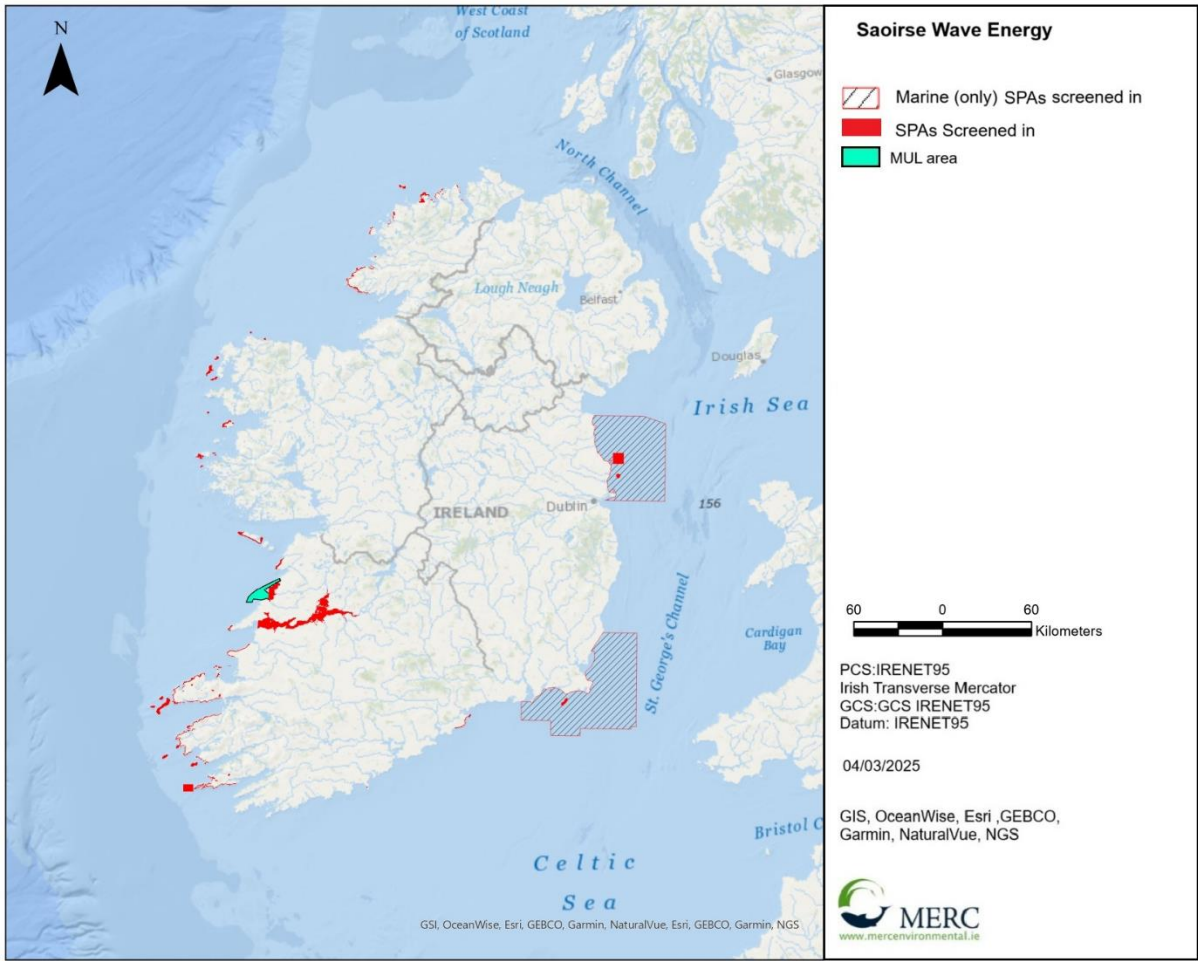 N
West Coast
of Scotland
Glasgow
North Channel
Lough Neagh
Belfast
Douglas
Irish Sea
IRELAND
Dublin
156
St. George's Channel
Cardigan
Bay
Bristol C
Celtic
Sea
GSI, OceanWise, Esri, GEBCO, Garmin, NaturalVue, Esri, GEBCO, Garmin, NGS
Saoirse Wave Energy
Marine (only) SPAs screened in
SPAs Screened in
MUL area
60 0 60
Kilometers
PCS:IRENET95
Irish Transverse Mercator
GCS:GCS IRENET95
Datum: IRENET95
04/03/2025
GIS, OceanWise, Esri ,GEBCO,
Garmin, NaturalVue, NGS
MERC
www.mercenvironmental.ie